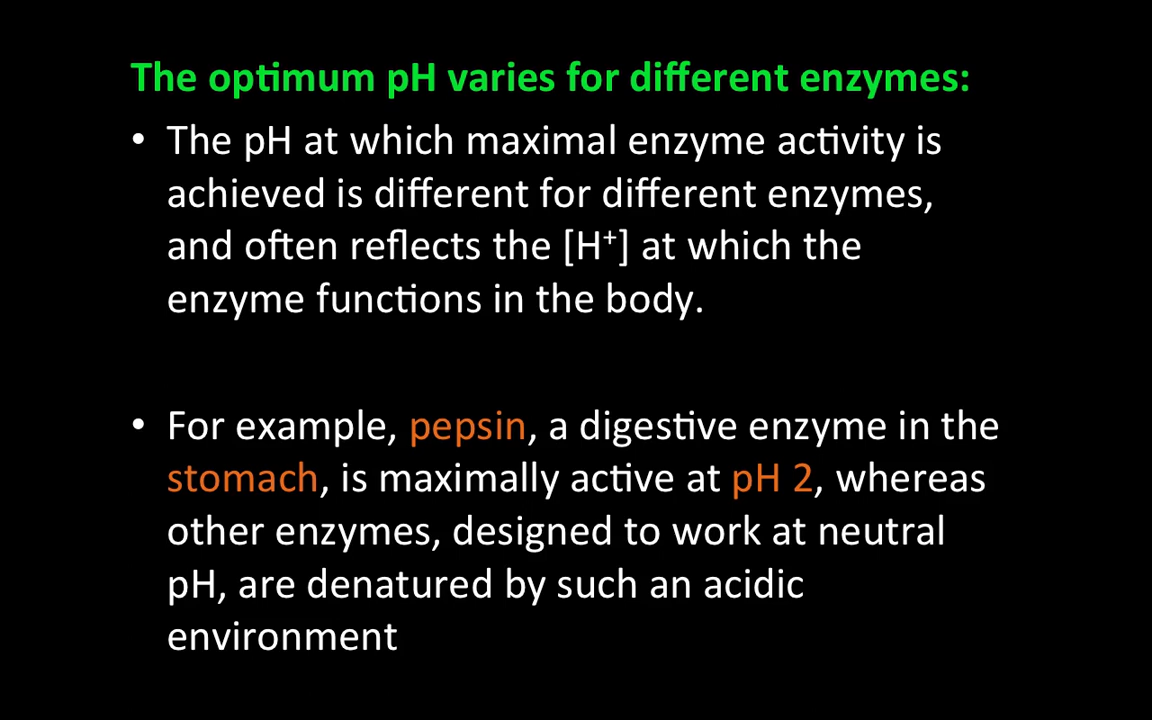 The optimum pH varies for different enzymes:
• The pH at which maximal enzyme activity is
achieved is different for different enzymes,
and often reflects the [H⁺] at which the
enzyme functions in the body.
• For example, pepsin, a digestive enzyme in the
stomach, is maximally active at pH 2, whereas
other enzymes, designed to work at neutral
pH, are denatured by such an acidic
environment